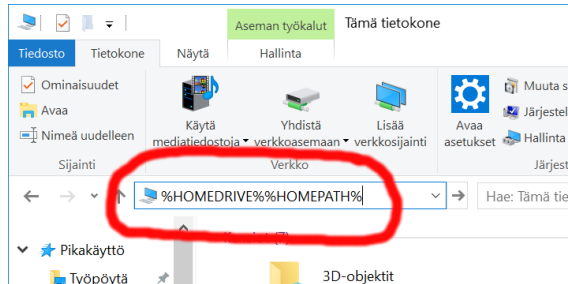 Aseman työkalut Tämä tietokone
Tiedosto Tietokone Näytä Hallinta
Ominaisuudet
Avaa
Nimeä uudelleen
Käytä
mediatiedostoja
Yhdistä
verkkoasemaan
Lisää
verkkosijainti
Avaa
asetukset
Muuta s
Järjestel
Hallinta
Sijainti Verkko Järjest
%HOMEDRIVE%%HOMEPATH%
Hae: Tämä tie
Pikakäyttö
Työpöytä
3D-objektit